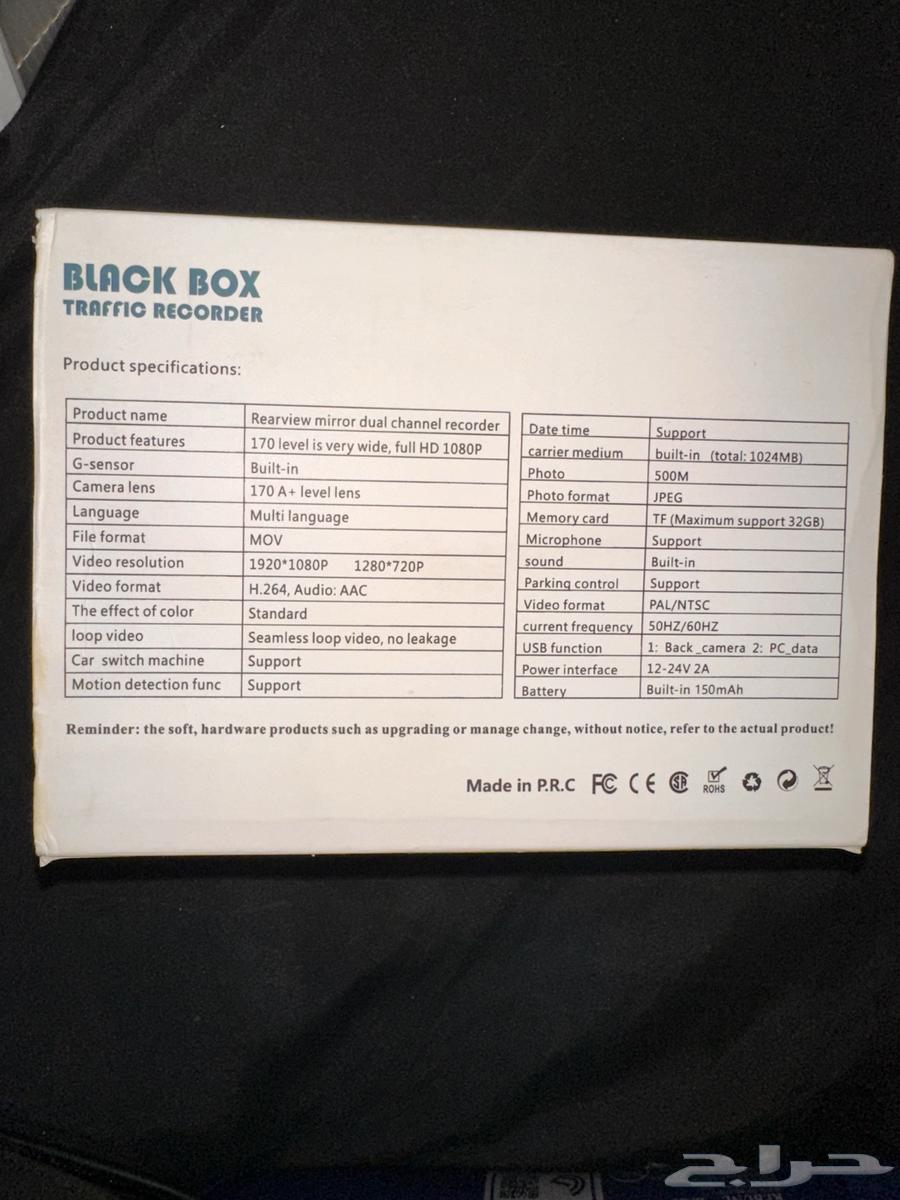 BLACK BOX
TRAFFIC RECORDER
Product specifications:
Product name Rearview mirror dual channel recorder
Product features 170 level is very wide, full HD 1080P
G-sensor Built-in
Camera lens 170 A+ level lens
Language Multi language
File format MOV
Video resolution 1920*1080P 1280*720P
Video format H.264, Audio: AAC
The effect of color Standard
loop video Seamless loop video, no leakage
Car switch machine Support
Motion detection func Support
Date time Support
carrier medium built-in (total: 1024MB)
Photo 500M
Photo format JPEG
Memory card TF (Maximum support 32GB)
Microphone Support
sound Built-in
Parking control Support
Video format PAL/NTSC
current frequency 50HZ/60HZ
USB function 1: Back_camera 2: PC_data
Power interface 12-24V 2A
Battery Built-in 150mAh
Reminder: the soft, hardware products such as upgrading or manage change, without notice, refer to the actual product!
Made in P.R.C FC CE SA ROHS
حراج